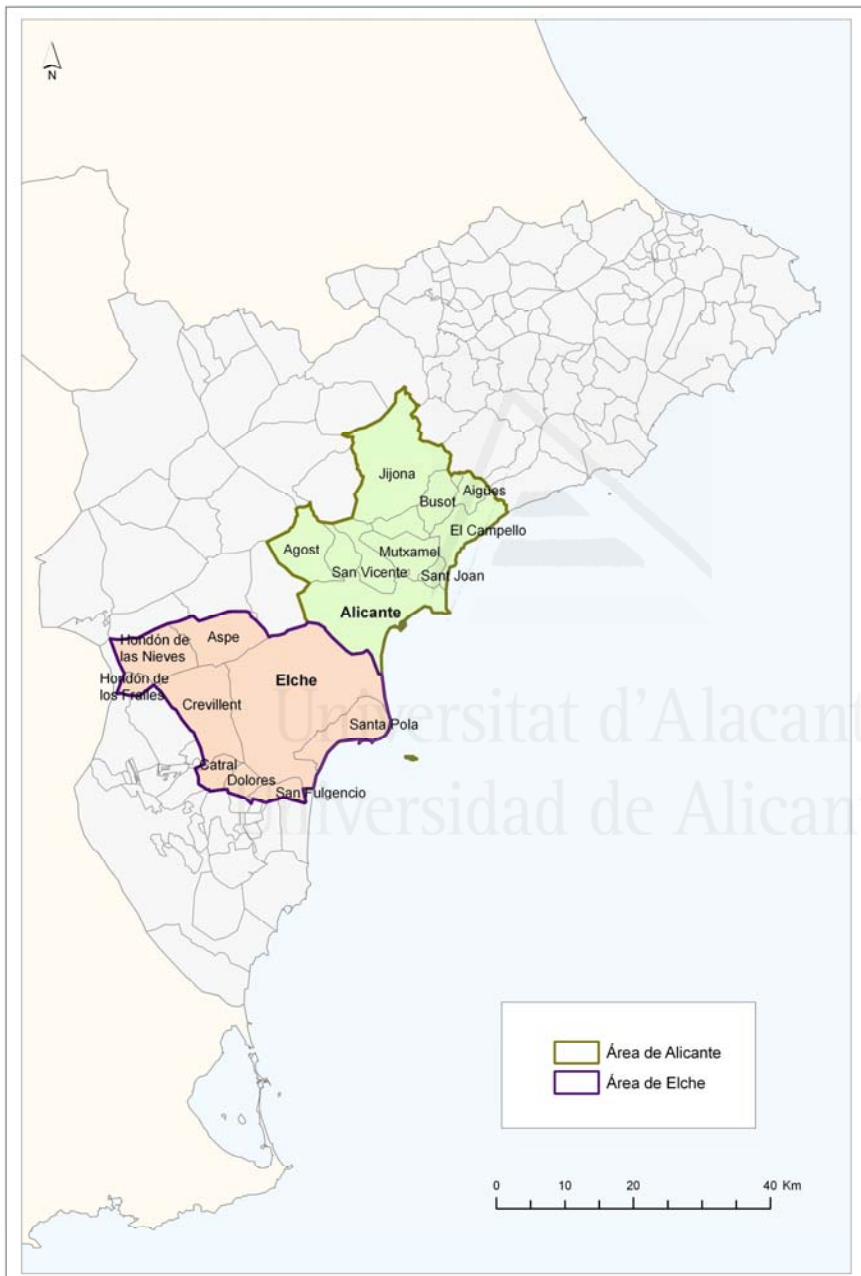 N
Jijona
Aigües
Busot
El Campello
Agost
Mutxamel
San Vicente
Sant Joan
Alicante
Hondón de
las Nieves
Aspe
Elche
Hondón de
los Frailes
Crevillent
Santa Pola
Catral
Dolores
San Fulgencio
Universitat d'Alacant
Universidad de Alican
Área de Alicante
Área de Elche
0 10 20 40 Km